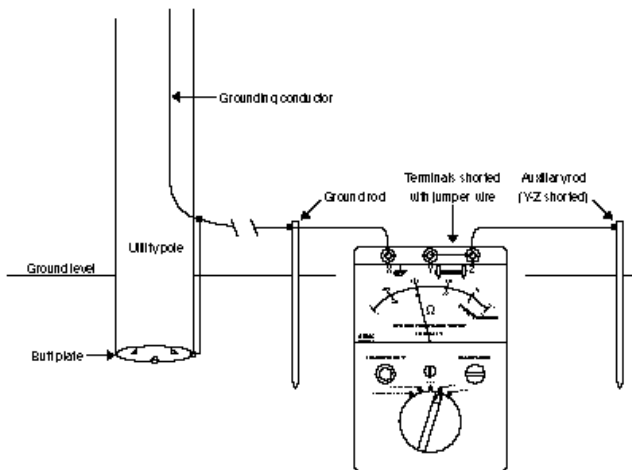 Grounding conductor
Terminals shorted
with jumper wire
Auxiliary rod
(Y-Z shorted)
Ground rod
Utility pole
Ground level
X
Y
Z
Ω
Butt plate